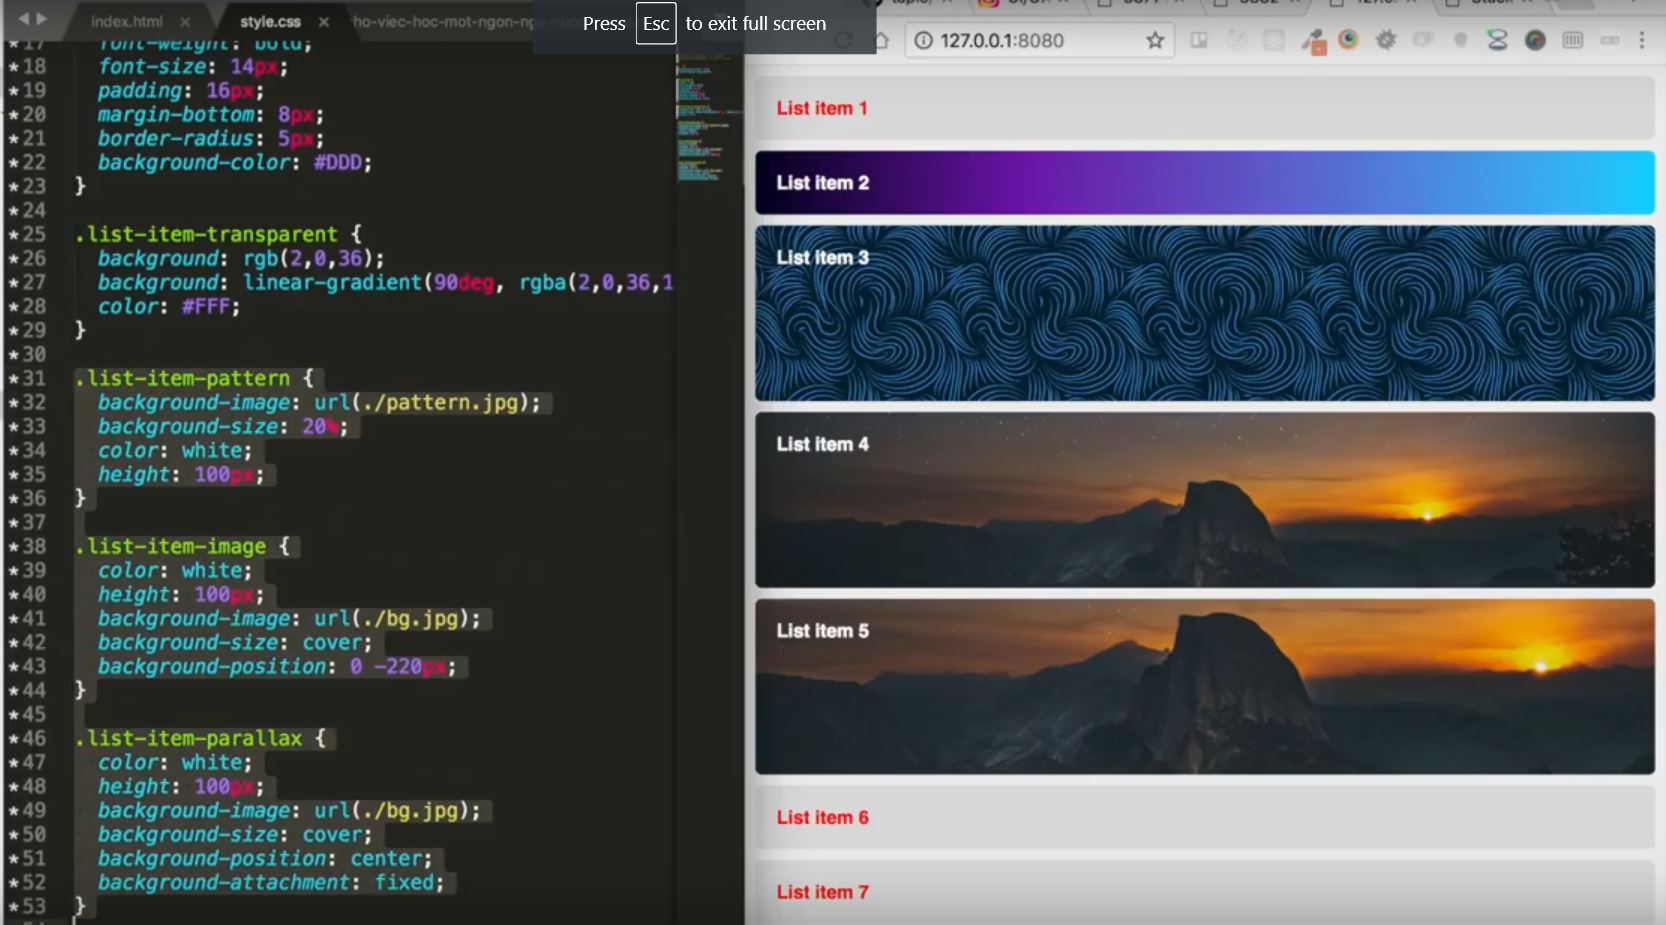 Press Esc to exit full screen
index.html ×
style.css ×
127.0.0.1:8080
*17 font-weight: bold;
*18 font-size: 14px;
*19 padding: 16px;
*20 margin-bottom: 8px;
*21 border-radius: 5px;
*22 background-color: #DDD;
*23 }
*24
*25 .list-item-transparent {
*26 background: rgb(2,0,36);
*27 background: linear-gradient(90deg, rgba(2,0,36,1
*28 color: #FFF;
*29 }
*30
*31 .list-item-pattern {
*32 background-image: url(./pattern.jpg);
*33 background-size: 20%;
*34 color: white;
*35 height: 100px;
*36 }
*37
*38 .list-item-image {
*39 color: white;
*40 height: 100px;
*41 background-image: url(./bg.jpg);
*42 background-size: cover;
*43 background-position: 0 -220px;
*44 }
*45
*46 .list-item-parallax {
*47 color: white;
*48 height: 100px;
*49 background-image: url(./bg.jpg);
*50 background-size: cover;
*51 background-position: center;
*52 background-attachment: fixed;
*53 }
List item 1
List item 2
List item 3
List item 4
List item 5
List item 6
List item 7